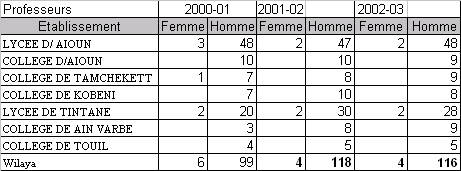 Professeurs 2000-01 2001-02 2002-03
Etablissement Femme Homme Femme Homme Femme Homme
LYCEE D/ AIOUN 3 48 2 47 2 48
COLLEGE D/AIOUN 10 10 9
COLLEGE DE TAMCHEKETT 1 7 8 9
COLLEGE DE KOBENI 7 10 8
LYCEE DE TINTANE 2 20 2 30 2 28
COLLEGE DE AIN VARBE 3 8 9
COLLEGE DE TOUIL 4 5 5
Wilaya 6 99 4 118 4 116